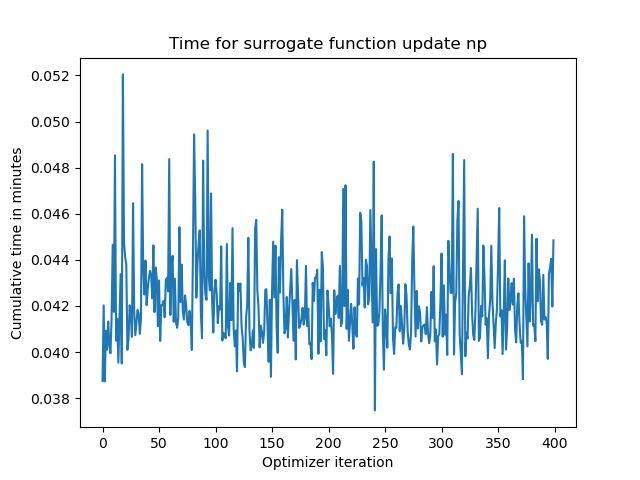 Time for surrogate function update np
0.052
0.050
0.048
0.046
0.044
0.042
0.040
0.038
Cumulative time in minutes
0 50 100 150 200 250 300 350 400
Optimizer iteration